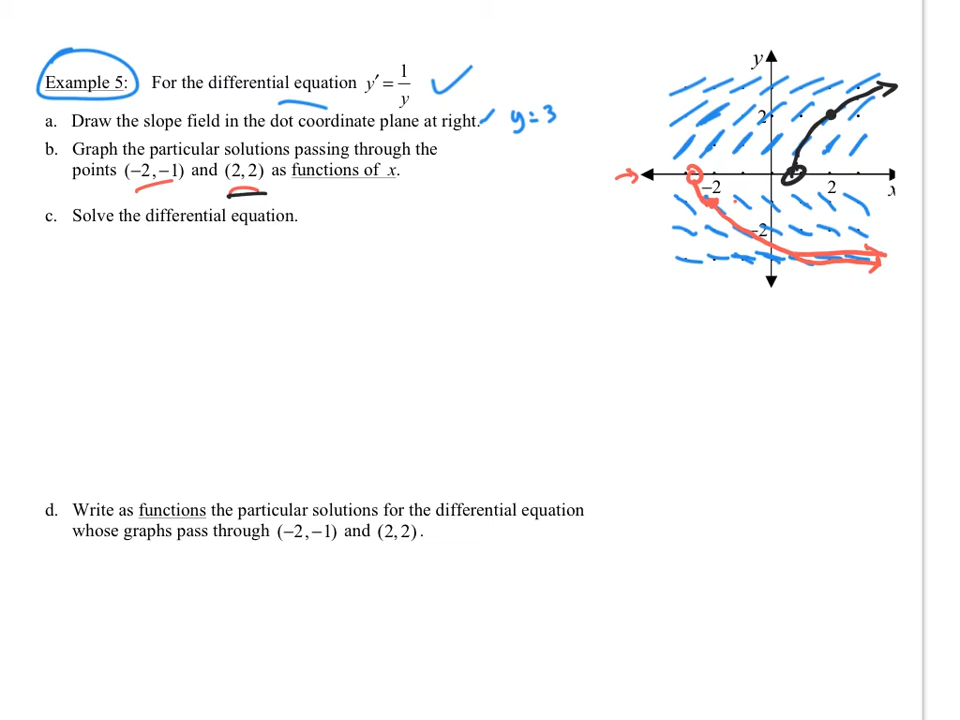 Example 5: For the differential equation y′ = 1/y
a. Draw the slope field in the dot coordinate plane at right. y=3
b. Graph the particular solutions passing through the
points (−2,−1) and (2,2) as functions of x.
c. Solve the differential equation.
d. Write as functions the particular solutions for the differential equation
whose graphs pass through (−2,−1) and (2,2).
y
2
−2
2
x
−2